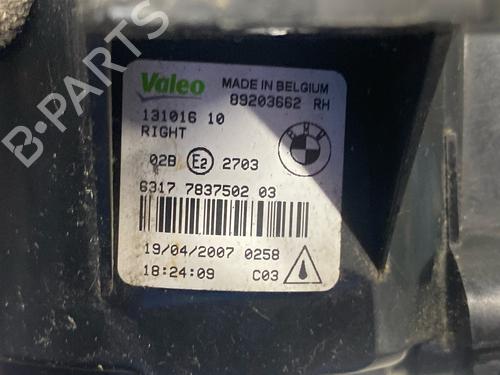 B-PARTS
Valeo MADE IN BELGIUM
89203662 RH
131016 10
RIGHT
BMW
02B E2 2703
6317 7837502 03
19/04/2007 0258
18:24:09 C03